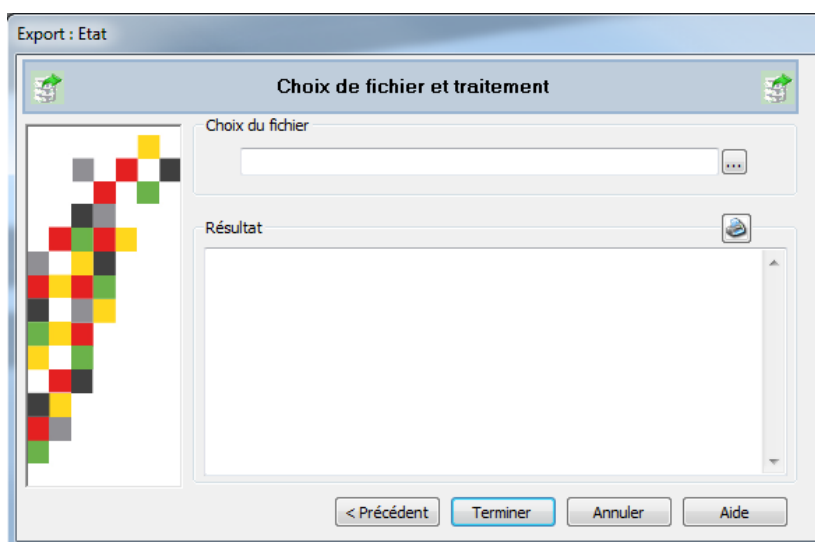 Export : Etat
Choix de fichier et traitement
Choix du fichier
...
Résultat
< Précédent Terminer Annuler Aide